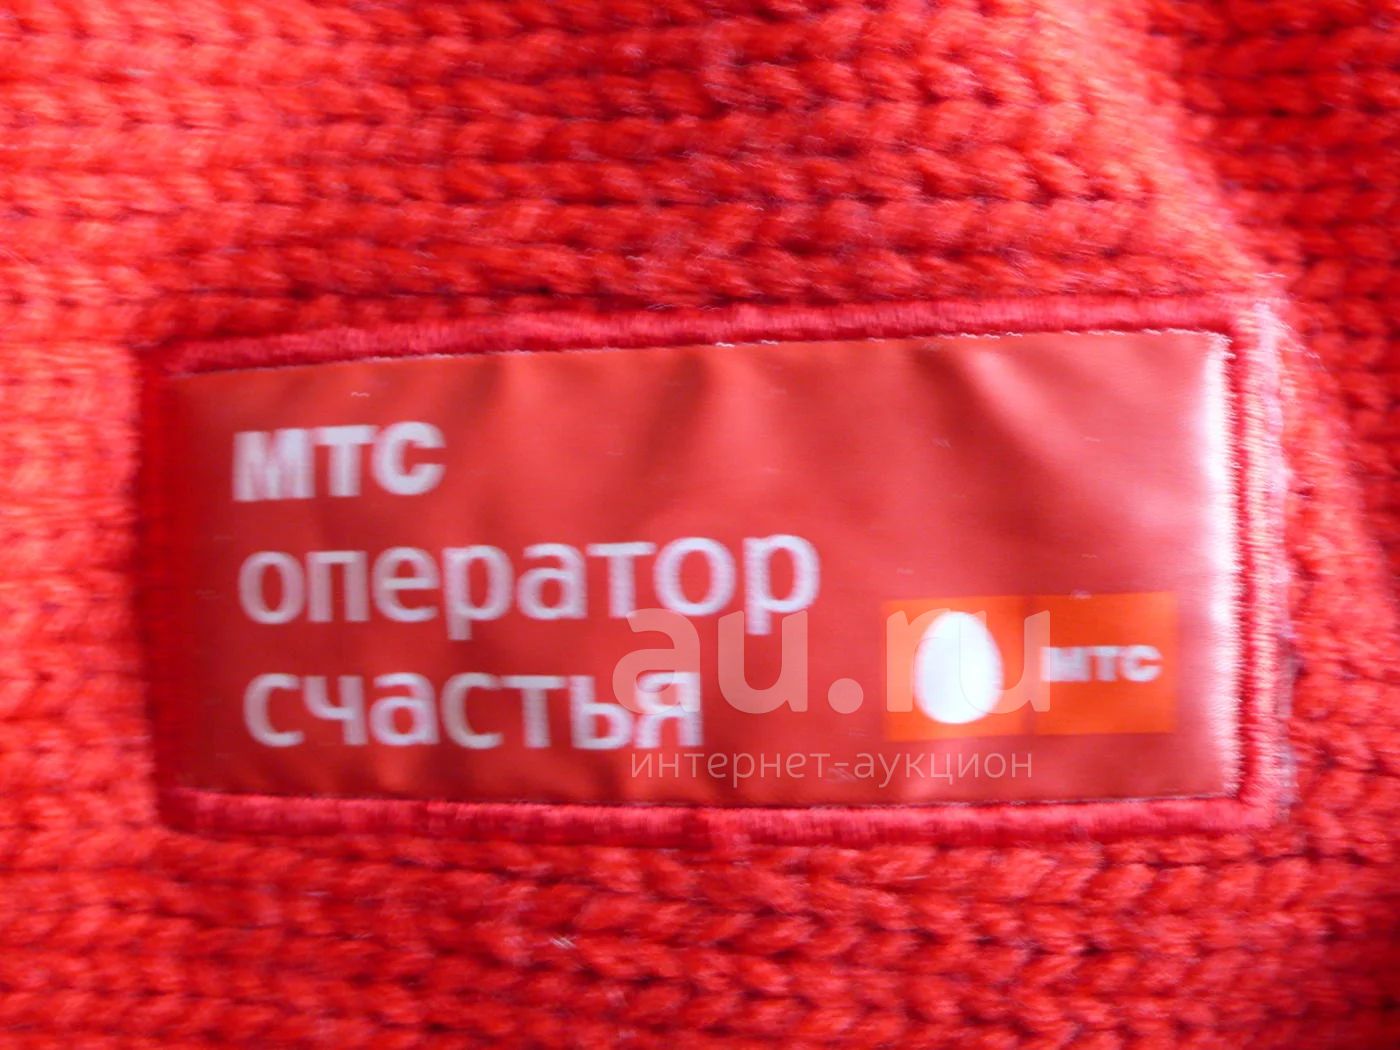 мтс
оператор
счастья
мтс
au.ru
интернет-аукцион